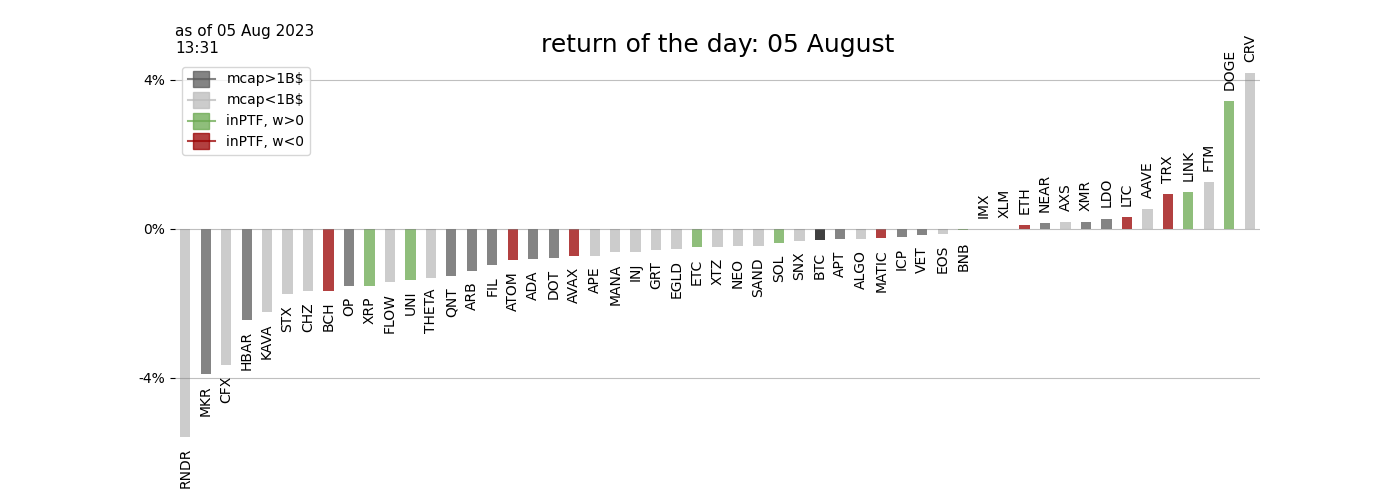 as of 05 Aug 2023
13:31
return of the day: 05 August
4%
0%
-4%
mcap>1B$
mcap<1B$
inPTF, w>0
inPTF, w<0
RNDR
MKR
CFX
HBAR
KAVA
STX
CHZ
BCH
OP
XRP
FLOW
UNI
THETA
QNT
ARB
FIL
ATOM
ADA
DOT
AVAX
APE
MANA
INJ
GRT
EGLD
ETC
XTZ
NEO
SAND
SOL
SNX
BTC
APT
ALGO
MATIC
ICP
VET
EOS
BNB
IMX
XLM
ETH
NEAR
AXS
XMR
LDO
LTC
AAVE
TRX
LINK
FTM
DOGE
CRV